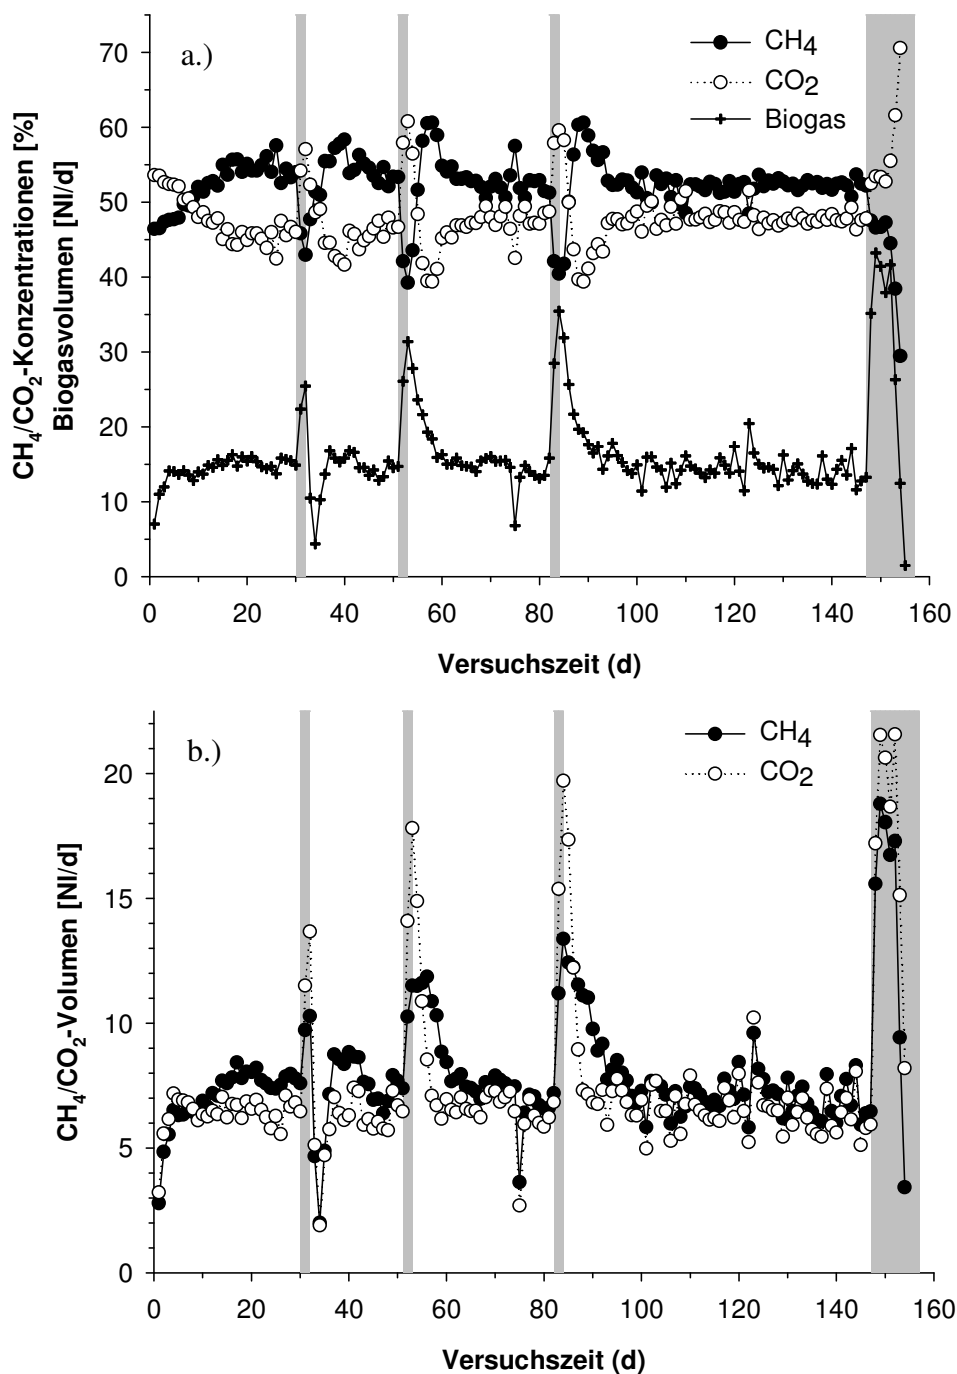 a.)
CH4
CO2
Biogas
CH4/CO2-Konzentrationen [%]
Biogasvolumen [Nl/d]
70
60
50
40
30
20
10
0
0 20 40 60 80 100 120 140 160
Versuchszeit (d)
b.)
CH4
CO2
CH4/CO2-Volumen [Nl/d]
20
15
10
5
0
0 20 40 60 80 100 120 140 160
Versuchszeit (d)